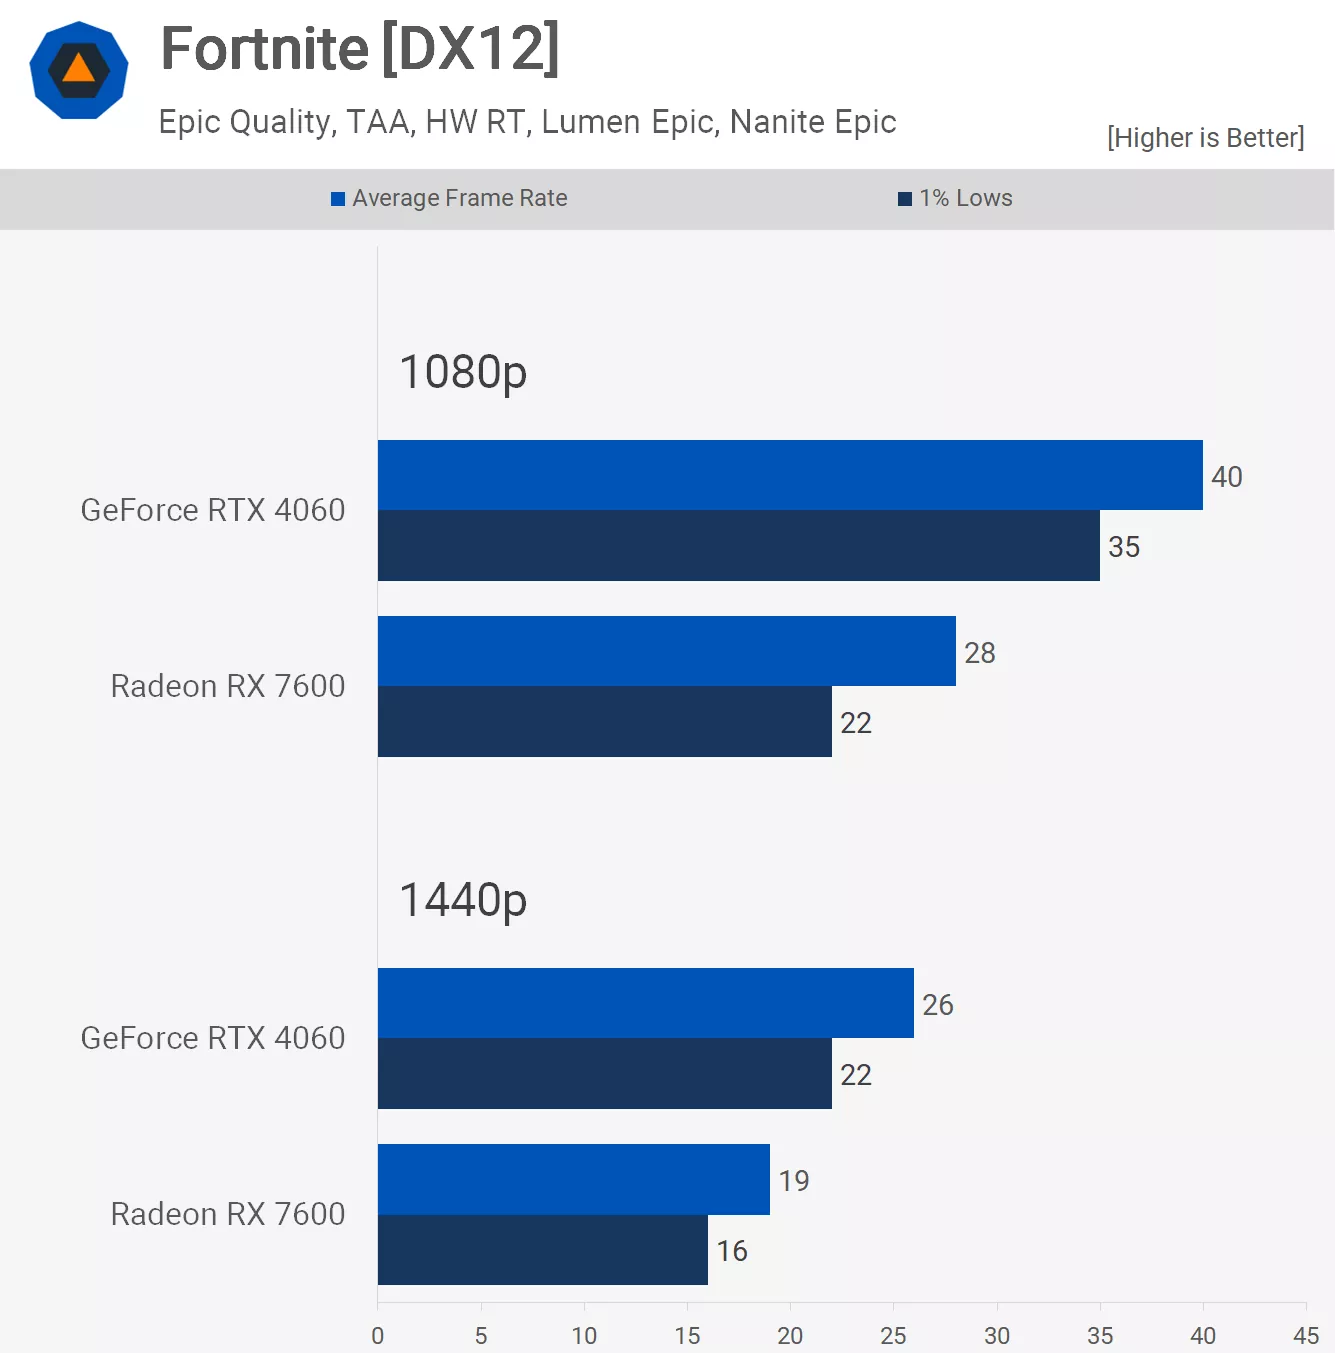 Fortnite [DX12]
Epic Quality, TAA, HW RT, Lumen Epic, Nanite Epic
[Higher is Better]
Average Frame Rate
1% Lows
1080p
GeForce RTX 4060
40
35
Radeon RX 7600
28
22
1440p
GeForce RTX 4060
26
22
Radeon RX 7600
19
16
0 5 10 15 20 25 30 35 40 45